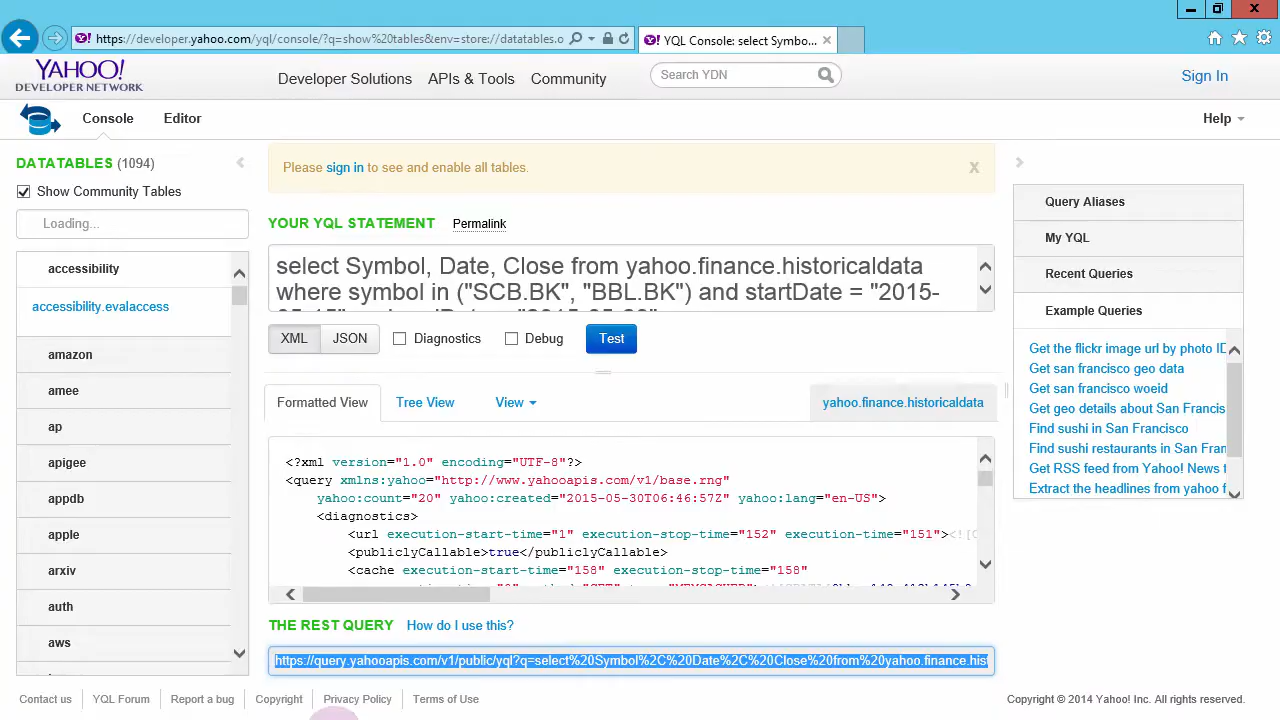 https://developer.yahoo.com/yql/console/?q=show%20tables&env=store://datatables.o
YQL Console: select Symbo...
YAHOO!
DEVELOPER NETWORK
Developer Solutions
APIs & Tools
Community
Search YDN
Sign In
Console
Editor
Help
DATATABLES (1094)
Show Community Tables
Loading...
accessibility
accessibility.evalaccess
amazon
amee
ap
apigee
appdb
apple
arxiv
auth
aws
Please sign in to see and enable all tables.
X
YOUR YQL STATEMENT
Permalink
select Symbol, Date, Close from yahoo.finance.historicaldata
where symbol in ("SCB.BK", "BBL.BK") and startDate = "2015-
XML
JSON
Diagnostics
Debug
Test
Formatted View
Tree View
View
yahoo.finance.historicaldata
<?xml version="1.0" encoding="UTF-8"?>
<query xmlns:yahoo="http://www.yahooapis.com/v1/base.rng"
yahoo:count="20" yahoo:created="2015-05-30T06:46:57Z" yahoo:lang="en-US">
<diagnostics>
<url execution-start-time="1" execution-stop-time="152" execution-time="151"><![C
<publiclyCallable>true</publiclyCallable>
<cache execution-start-time="158" execution-stop-time="158"
THE REST QUERY
How do I use this?
https://query.yahooapis.com/v1/public/yql?q=select%20Symbol%2C%20Date%2C%20Close%20from%20yahoo.finance.hist
Query Aliases
My YQL
Recent Queries
Example Queries
Get the flickr image url by photo ID
Get san francisco geo data
Get san francisco woeid
Get geo details about San Francis
Find sushi in San Francisco
Find sushi restaurants in San Fran
Get RSS feed from Yahoo! News t
Extract the headlines from yahoo f
Contact us
YQL Forum
Report a bug
Copyright
Privacy Policy
Terms of Use
Copyright © 2014 Yahoo! Inc. All rights reserved.